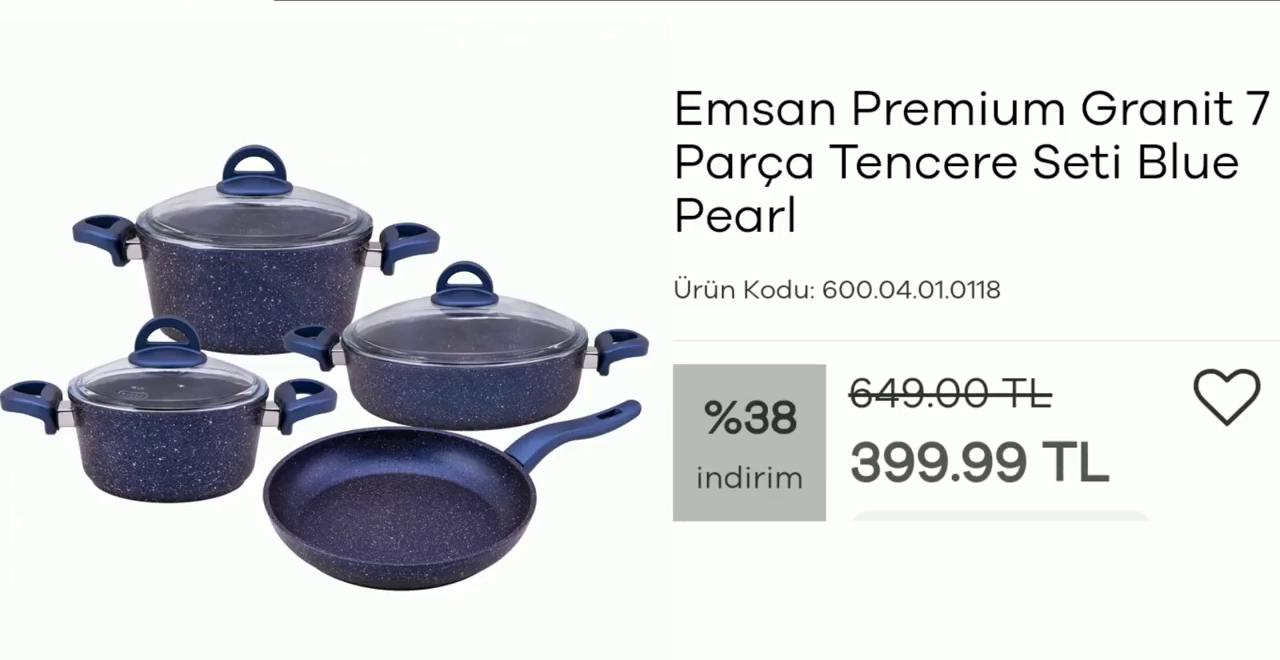 Emsan Premium Granit 7
Parça Tencere Seti Blue
Pearl
Ürün Kodu: 600.04.01.0118
%38
indirim
649.00 TL
399.99 TL